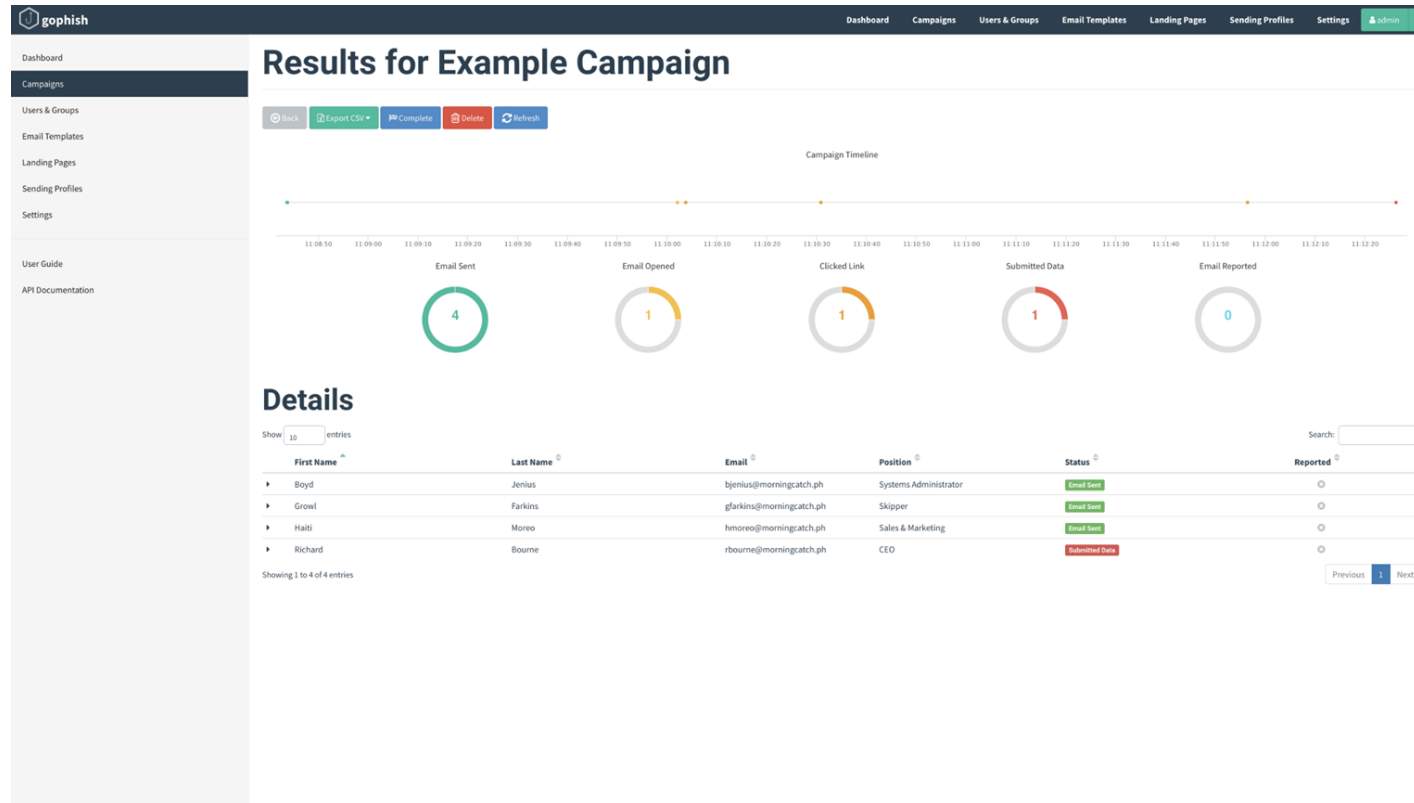 gophish
Dashboard Campaigns Users & Groups Email Templates Landing Pages Sending Profiles Settings admin
Dashboard
Campaigns
Users & Groups
Email Templates
Landing Pages
Sending Profiles
Settings
User Guide
API Documentation
Results for Example Campaign
Back Export CSV Complete Delete Refresh
Campaign Timeline
11:08:50 11:09:00 11:09:10 11:09:20 11:09:30 11:09:40 11:09:50 11:10:00 11:10:10 11:10:20 11:10:30 11:10:40 11:10:50 11:11:00 11:11:10 11:11:20 11:11:30 11:11:40 11:11:50 11:12:00 11:12:10 11:12:20
Email Sent Email Opened Clicked Link Submitted Data Email Reported
4 1 1 1 0
Details
Show 10 entries Search:
First Name Last Name Email Position Status Reported
Boyd Jenius bjenius@morningcatch.ph Systems Administrator Email Sent
Growl Farkins gfarkins@morningcatch.ph Skipper Email Sent
Haiti Moreo hmoreo@morningcatch.ph Sales & Marketing Email Sent
Richard Bourne rbourne@morningcatch.ph CEO Submitted Data
Showing 1 to 4 of 4 entries Previous 1 Next